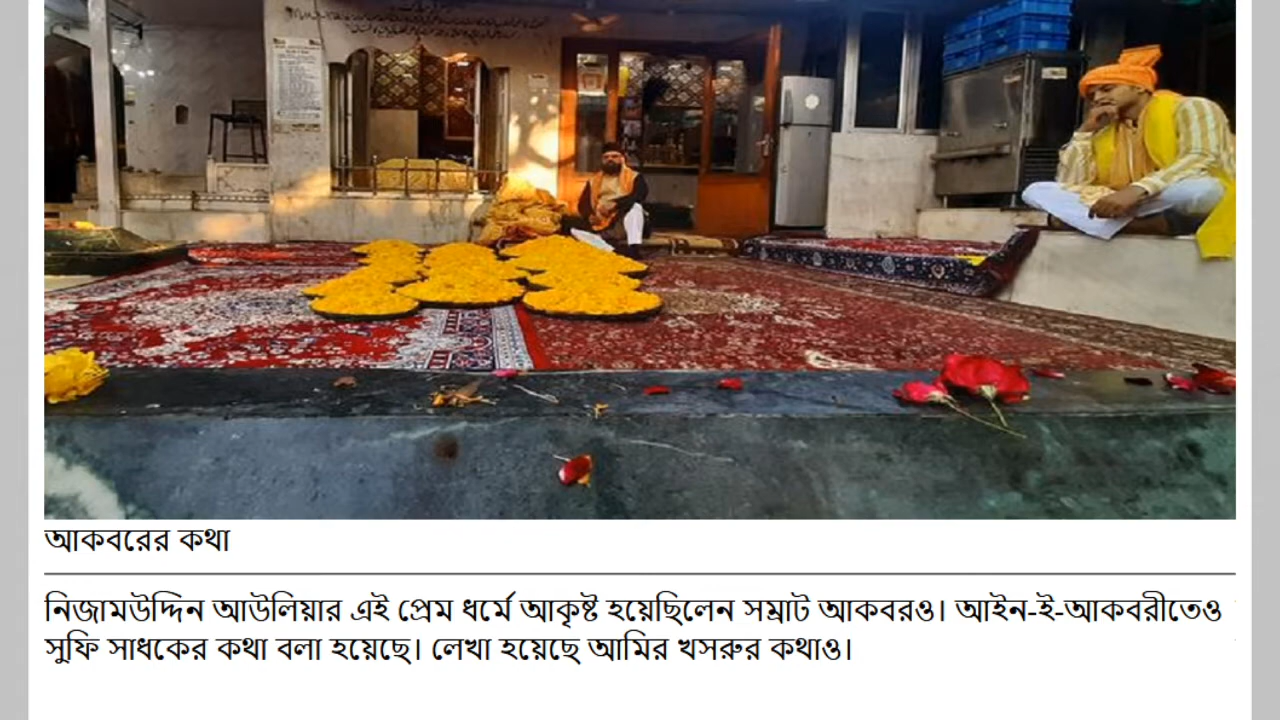 আকবরের কথা
নিজামউদ্দিন আউলিয়ার এই প্রেম ধর্মে আকৃষ্ট হয়েছিলেন সম্রাট আকবরও। আইন-ই-আকবরীতেও
সুফি সাধকের কথা বলা হয়েছে। লেখা হয়েছে আমির খসরুর কথাও।